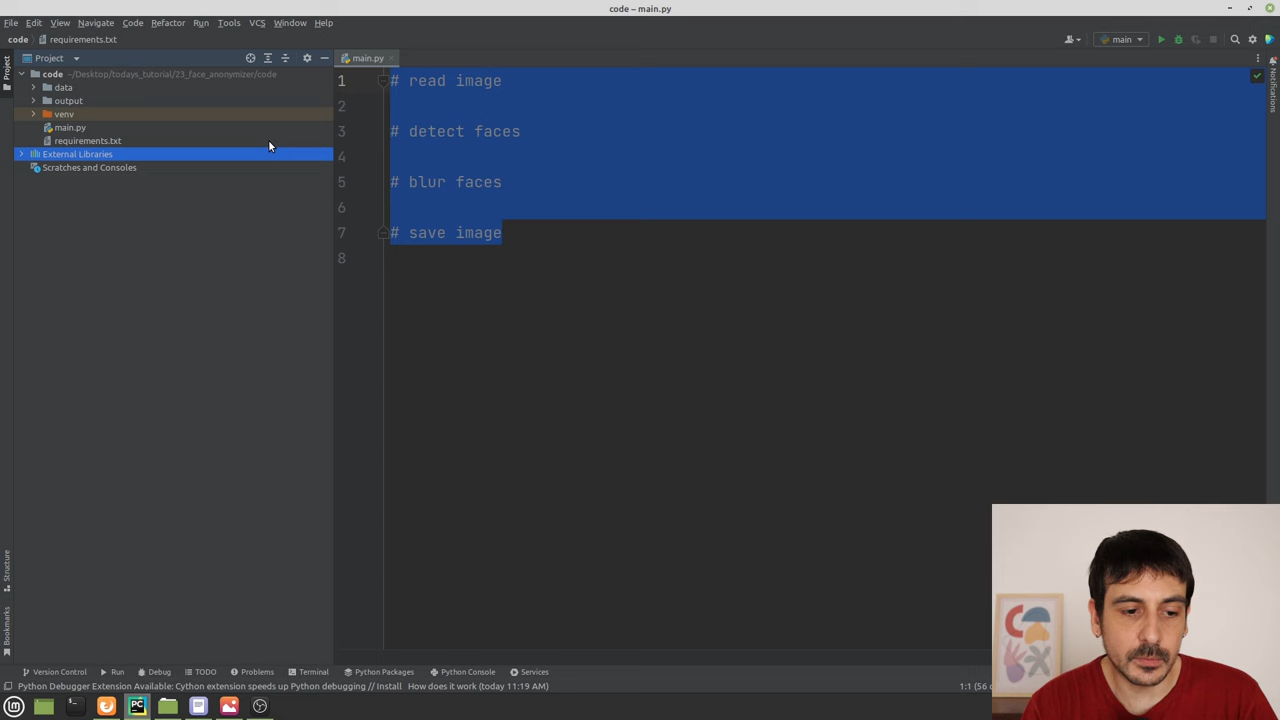 code – main.py
File Edit View Navigate Code Refactor Run Tools VCS Window Help
code requirements.txt main
Project main.py
code ~/Desktop/todays_tutorial/23_face_anonymizer/code
data
output
venv
main.py
requirements.txt
External Libraries
Scratches and Consoles
1 # read image
2
3 # detect faces
4
5 # blur faces
6
7 # save image
8
Project
Structure
Bookmarks
Notifications
Version Control Run Debug TODO Problems Terminal Python Packages Python Console Services
Python Debugger Extension Available: Cython extension speeds up Python debugging // Install How does it work (today 11:19 AM) 1:1 (56
PC